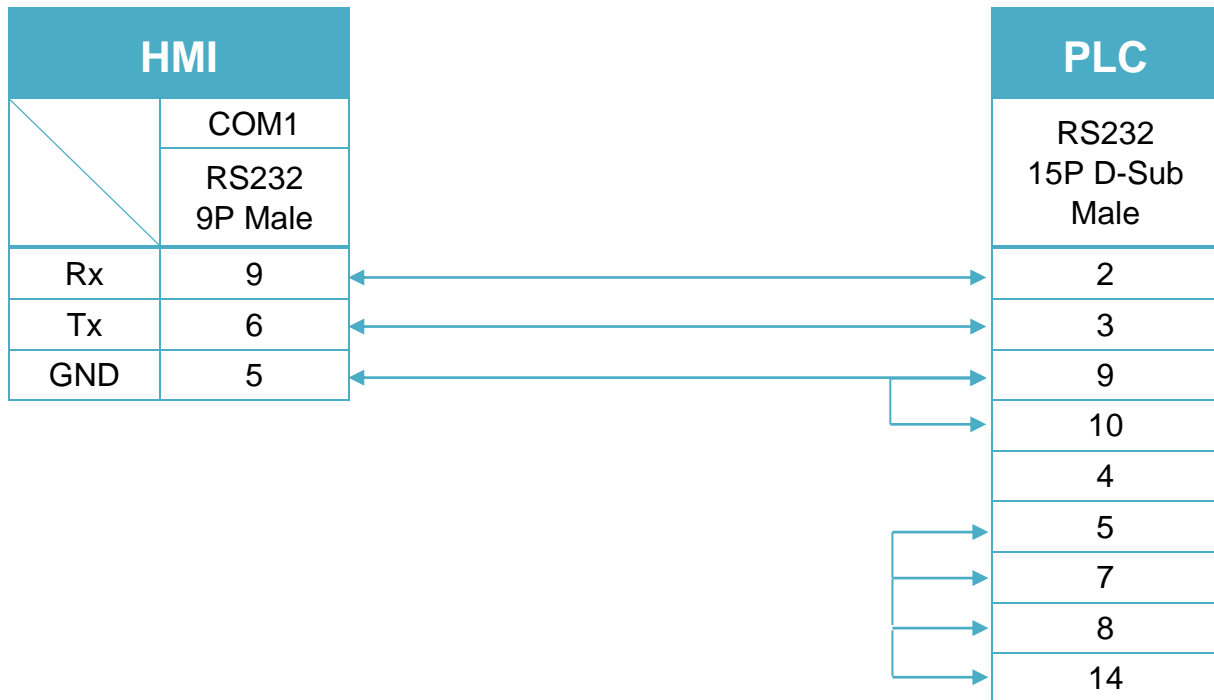 HMI
PLC
COM1
RS232
9P Male
RS232
15P D-Sub
Male
Rx 9 2
Tx 6 3
GND 5 9
10
4
5
7
8
14